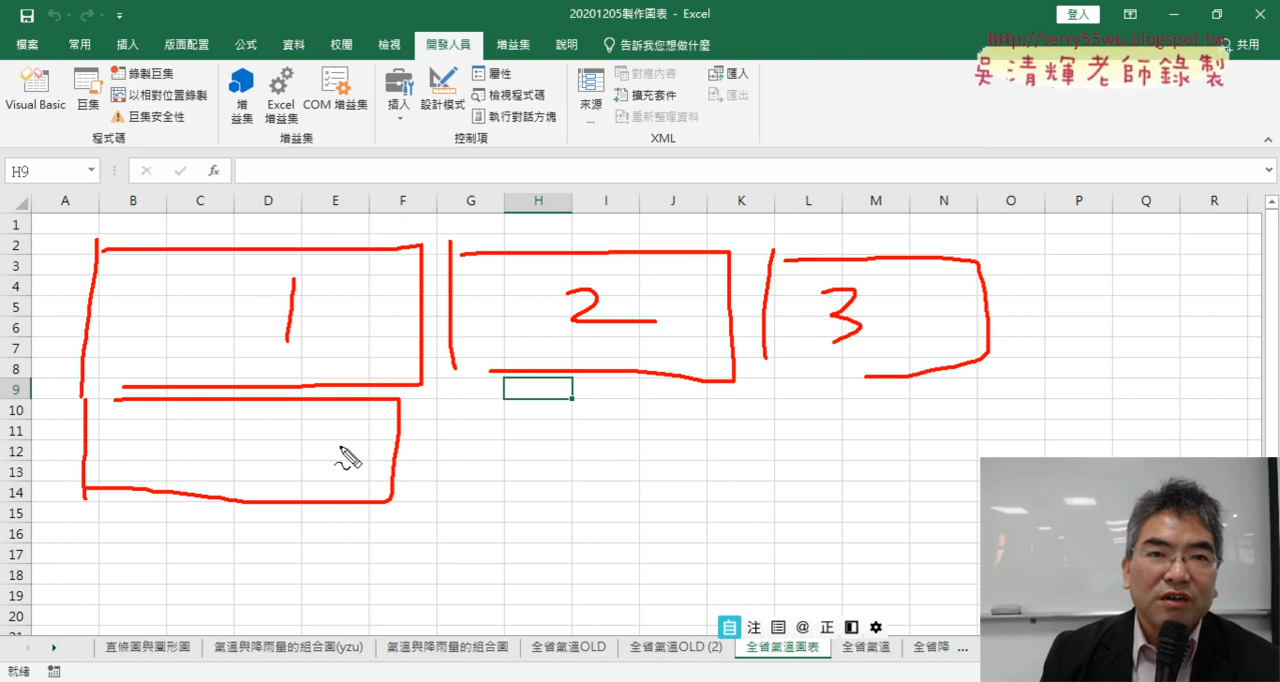 20201205製作圖表 - Excel
登入
檔案 常用 插入 版面配置 公式 資料 校閱 檢視 開發人員 增益集 說明 告訴我您想做什麼 共用
http://terry55wu.blogspot.tw
吳清輝老師錄製
Visual Basic
巨集
錄製巨集
以相對位置錄製
巨集安全性
程式碼
增益集
Excel 增益集
COM 增益集
增益集
插入
設計模式
屬性
檢視程式碼
執行對話方塊
控制項
來源
...
對應內容
擴充套件
重新整理資料
匯入
匯出
XML
H9
fx
A B C D E F G H I J K L M N O P Q R
1
2
3
4
5
6
7
8
9
10
11
12
13
14
15
16
17
18
19
20
21
1 2 3
自 注 @ 正
直條圖與圓形圖 氣溫與降雨量的組合圖(yzu) 氣溫與降雨量的組合圖 全省氣溫OLD 全省氣溫OLD (2) 全省氣溫圖表 全省氣溫 全省降 ...
就緒